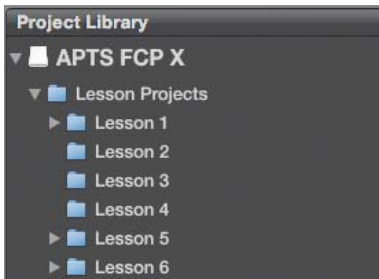 Project Library
APTS FCP X
Lesson Projects
Lesson 1
Lesson 2
Lesson 3
Lesson 4
Lesson 5
Lesson 6